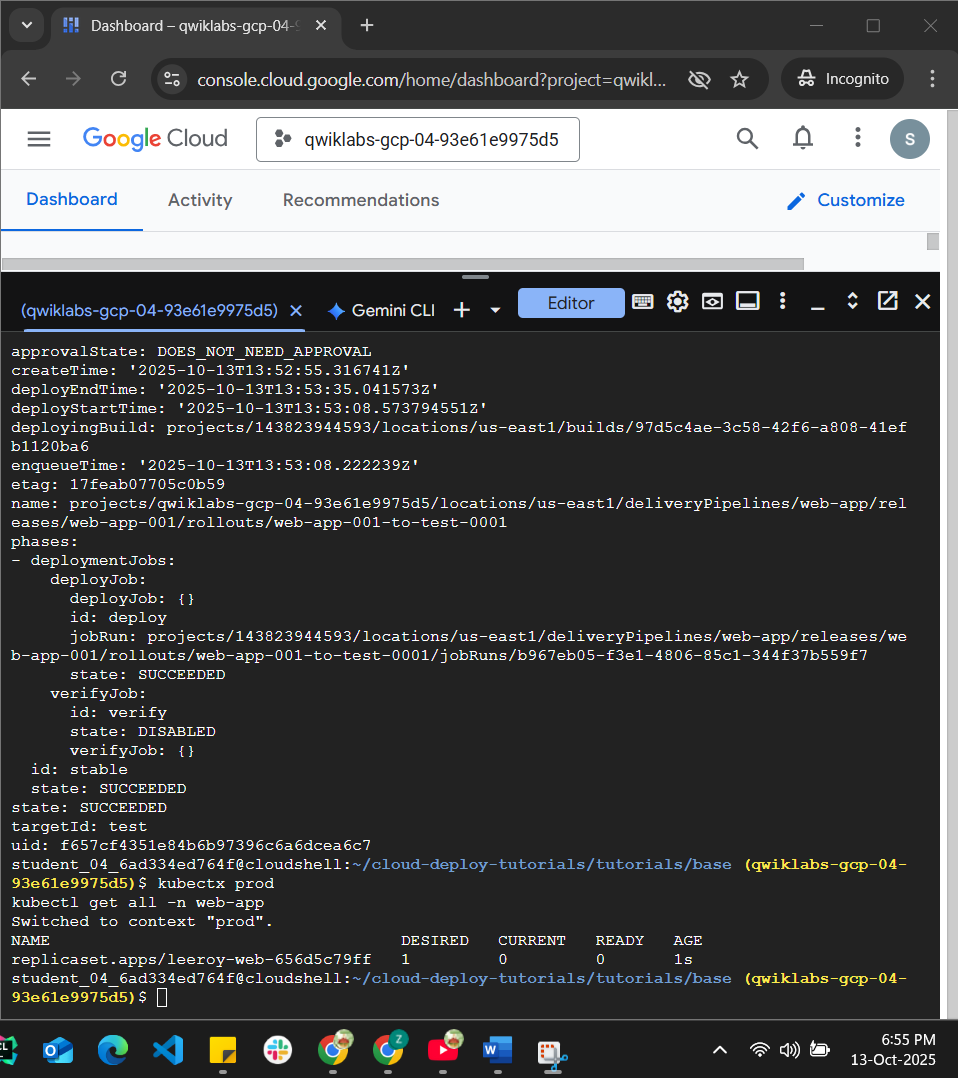 Dashboard – qwiklabs-gcp-04-9
console.cloud.google.com/home/dashboard?project=qwikl...
Incognito
Google Cloud
qwiklabs-gcp-04-93e61e9975d5
S
Dashboard
Activity
Recommendations
Customize
(qwiklabs-gcp-04-93e61e9975d5)
Gemini CLI
Editor
approvalState: DOES_NOT_NEED_APPROVAL
createTime: '2025-10-13T13:52:55.316741Z'
deployEndTime: '2025-10-13T13:53:35.041573Z'
deployStartTime: '2025-10-13T13:53:08.573794551Z'
deployingBuild: projects/143823944593/locations/us-east1/builds/97d5c4ae-3c58-42f6-a808-41ef
b1120ba6
enqueueTime: '2025-10-13T13:53:08.222239Z'
etag: 17feab07705c0b59
name: projects/qwiklabs-gcp-04-93e61e9975d5/locations/us-east1/deliveryPipelines/web-app/rel
eases/web-app-001/rollouts/web-app-001-to-test-0001
phases:
- deploymentJobs:
    deployJob:
      deployJob: {}
      id: deploy
      jobRun: projects/143823944593/locations/us-east1/deliveryPipelines/web-app/releases/we
b-app-001/rollouts/web-app-001-to-test-0001/jobRuns/b967eb05-f3e1-4806-85c1-344f37b559f7
      state: SUCCEEDED
    verifyJob:
      id: verify
      state: DISABLED
      verifyJob: {}
  id: stable
  state: SUCCEEDED
state: SUCCEEDED
targetId: test
uid: f657cf4351e84b6b97396c6a6dcea6c7
student_04_6ad334ed764f@cloudshell:~/cloud-deploy-tutorials/tutorials/base (qwiklabs-gcp-04-
93e61e9975d5)$ kubectx prod
kubectl get all -n web-app
Switched to context "prod".
NAME DESIRED CURRENT READY AGE
replicaset.apps/leeroy-web-656d5c79ff 1 0 0 1s
student_04_6ad334ed764f@cloudshell:~/cloud-deploy-tutorials/tutorials/base (qwiklabs-gcp-04-
93e61e9975d5)$
6:55 PM
13-Oct-2025